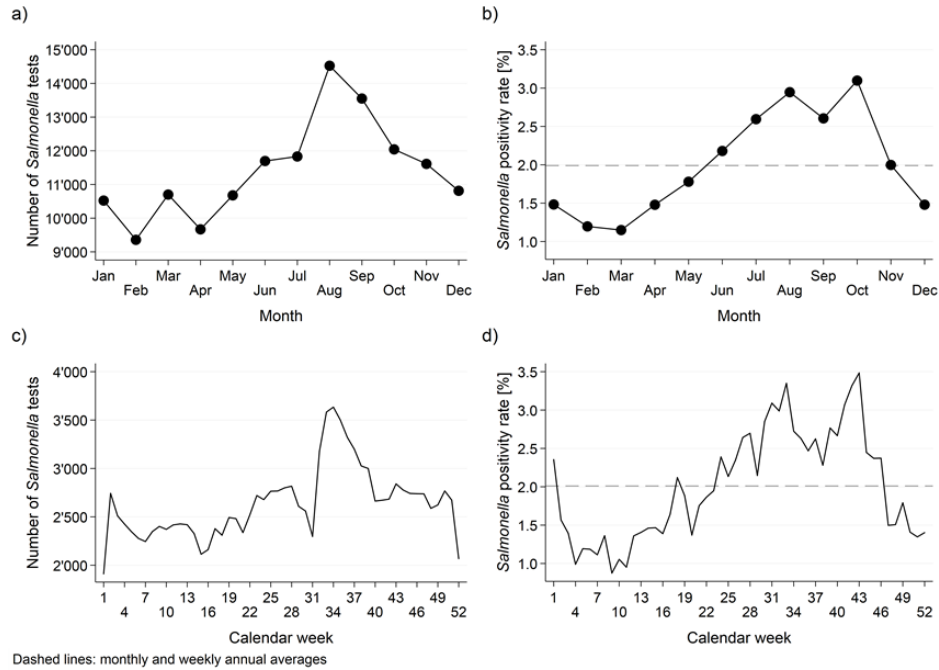 a)
Number of Salmonella tests
15'000
14'000
13'000
12'000
11'000
10'000
9'000
Jan Feb Mar Apr May Jun Jul Aug Sep Oct Nov Dec
Month
b)
Salmonella positivity rate [%]
3.5
3.0
2.5
2.0
1.5
1.0
Jan Feb Mar Apr May Jun Jul Aug Sep Oct Nov Dec
Month
c)
Number of Salmonella tests
4'000
3'500
3'000
2'500
2'000
1 4 7 10 13 16 19 22 25 28 31 34 37 40 43 46 49 52
Calendar week
d)
Salmonella positivity rate [%]
3.5
3.0
2.5
2.0
1.5
1.0
1 4 7 10 13 16 19 22 25 28 31 34 37 40 43 46 49 52
Calendar week
Dashed lines: monthly and weekly annual averages